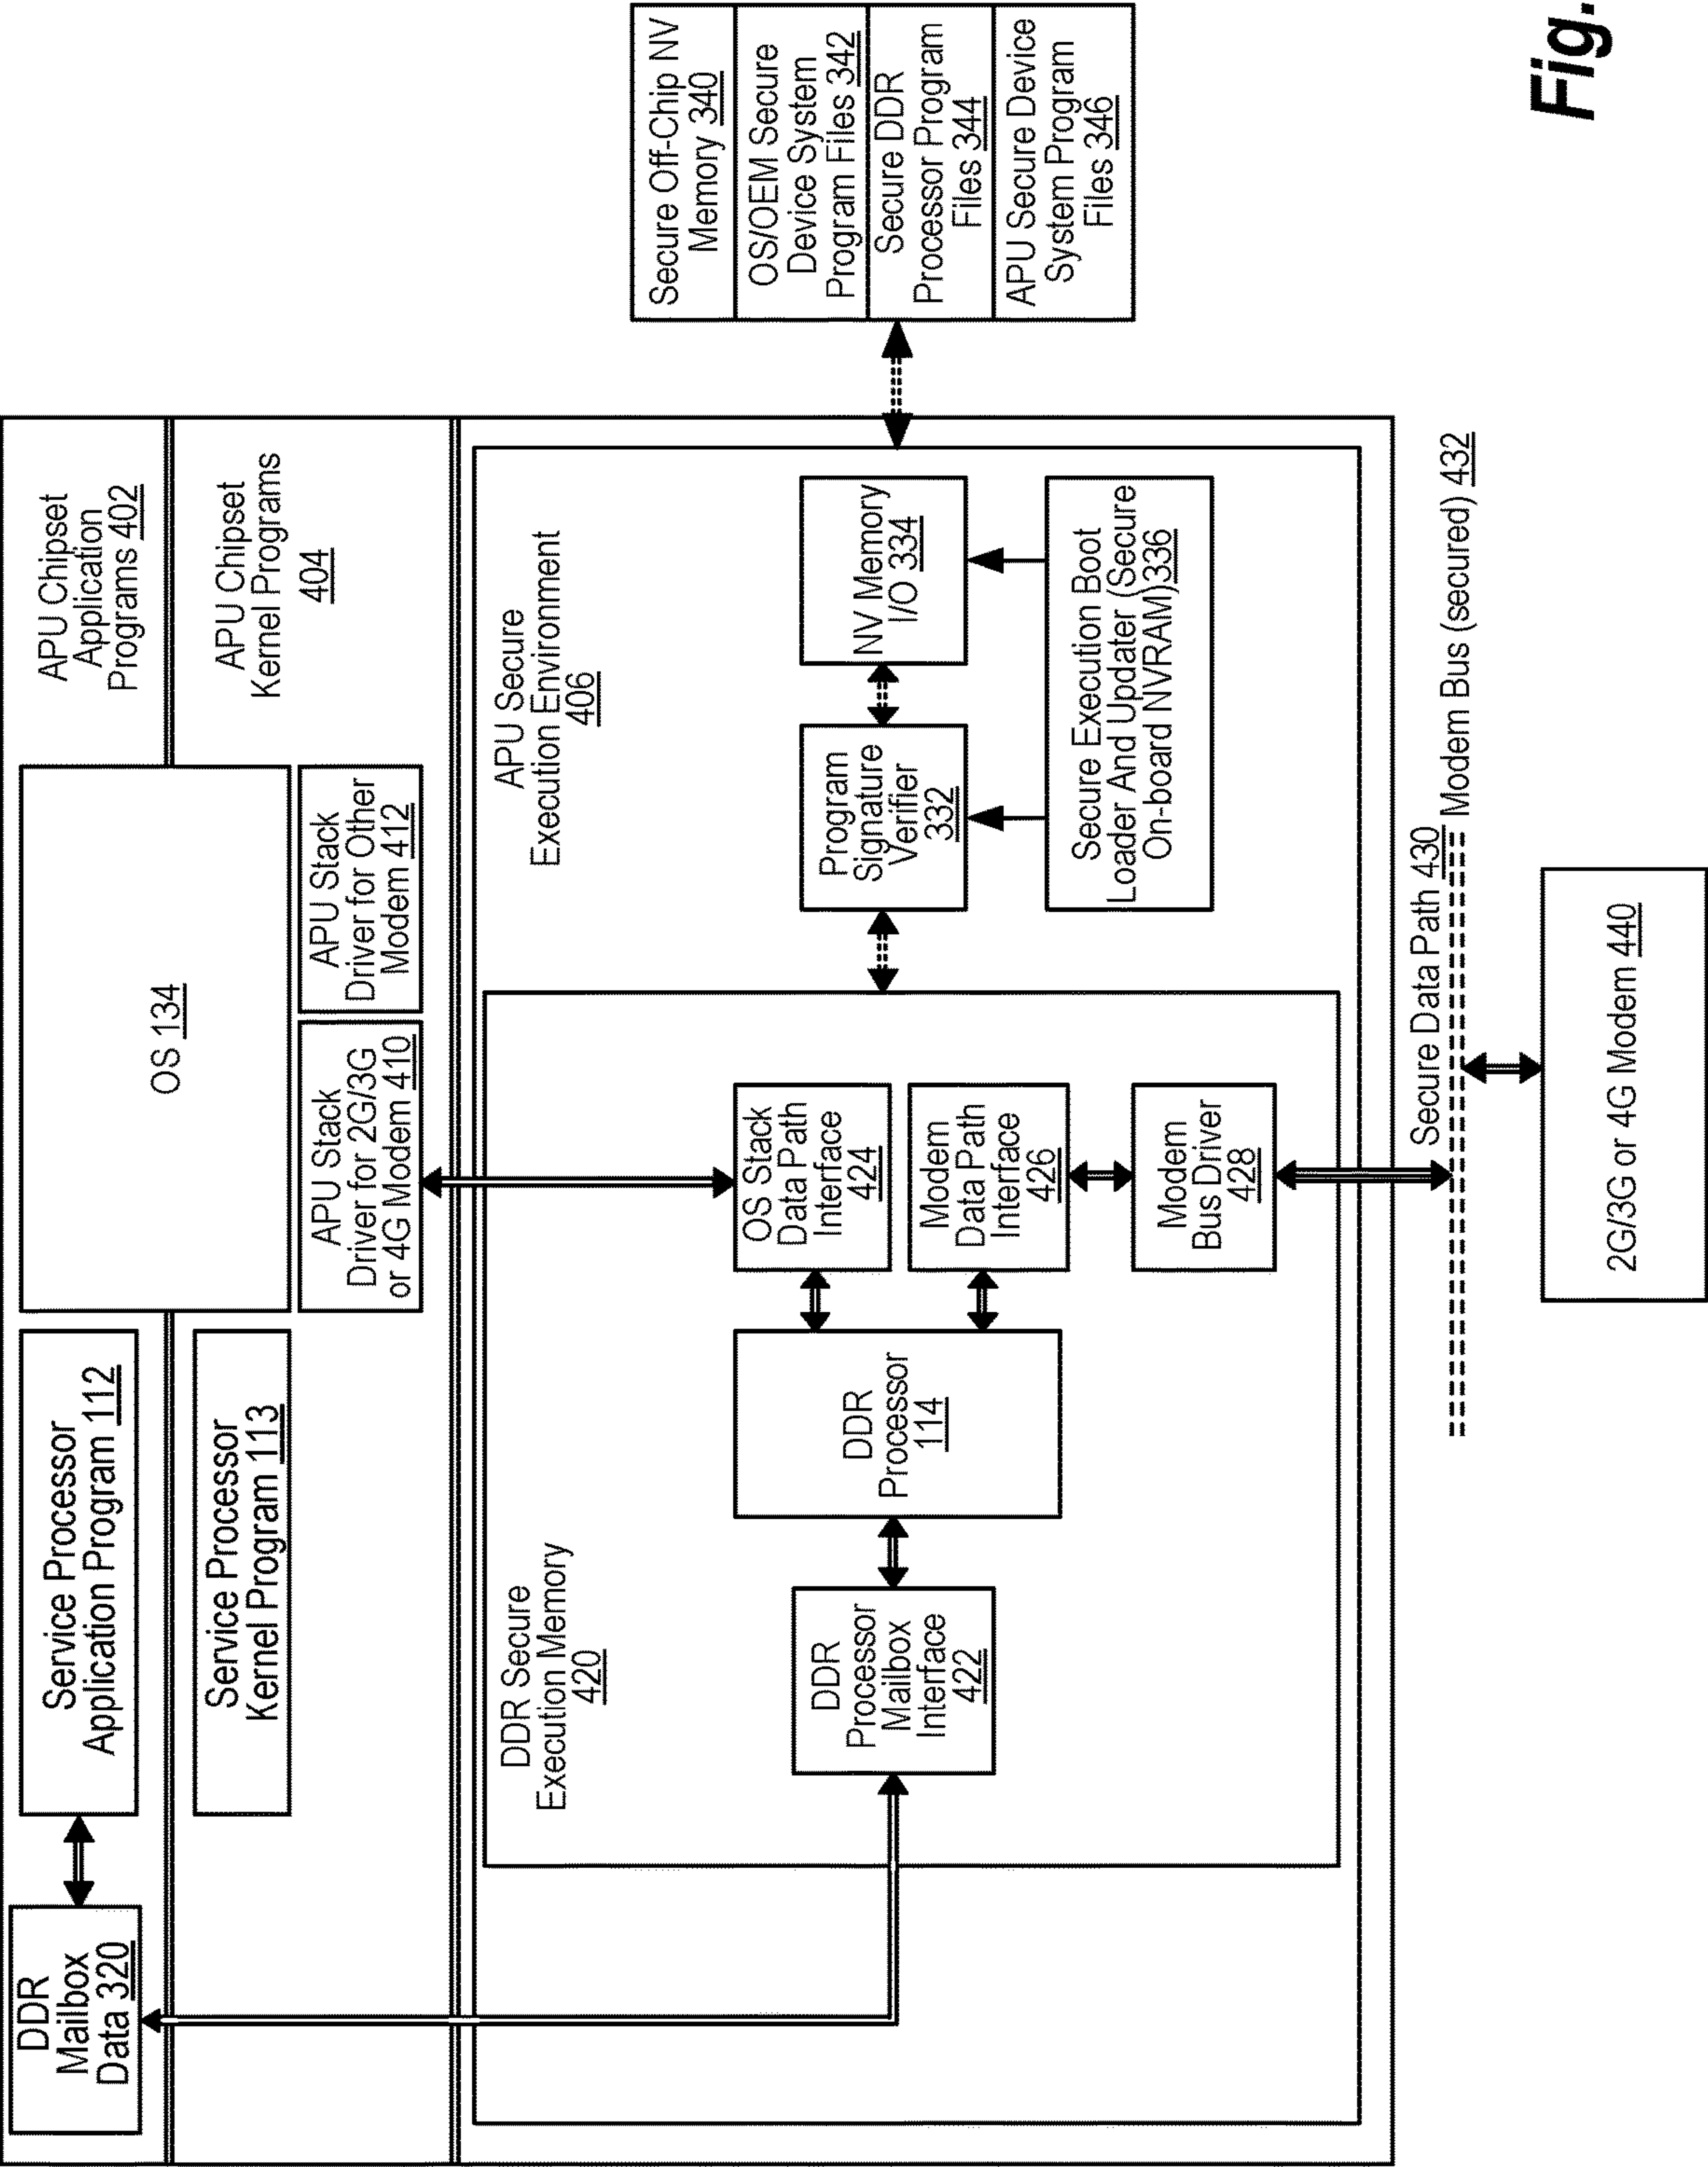 DDR
Mailbox
Data 320
Service Processor
Application Program 112
Service Processor
Kernel Program 113
OS 134
APU Stack
Driver for 2G/3G
or 4G Modem 410
APU Stack
Driver for Other
Modem 412
APU Chipset
Application
Programs 402
APU Chipset
Kernel Programs
404
DDR Secure
Execution Memory
420
DDR
Processor
Mailbox
Interface
422
DDR
Processor
114
OS Stack
Data Path
Interface
424
Modem
Data Path
Interface
426
Modem
Bus Driver
428
APU Secure
Execution Environment
406
Program
Signature
Verifier
332
NV Memory
I/O 334
Secure Execution Boot
Loader And Updater (Secure
On-board NVRAM)336
Secure Off-Chip NV
Memory 340
OS/OEM Secure
Device System
Program Files 342
Secure DDR
Processor Program
Files 344
APU Secure Device
System Program
Files 346
Secure Data Path 430
Modem Bus (secured) 432
2G/3G or 4G Modem 440
Fig.